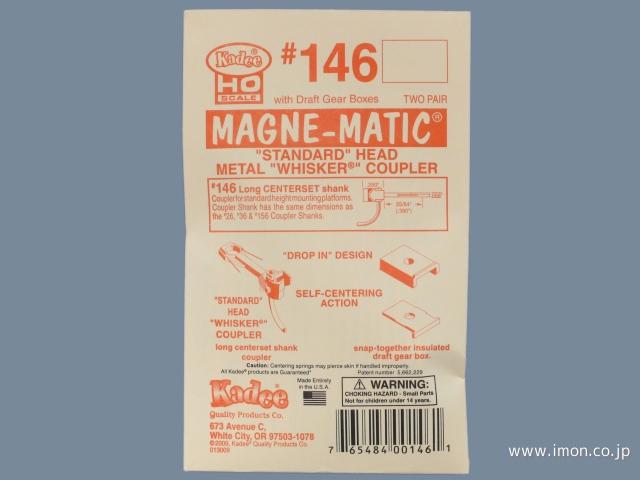 Kadee®
HO
SCALE
#146
with Draft Gear Boxes
TWO PAIR
MAGNE-MATIC®
"STANDARD" HEAD
METAL "WHISKER®" COUPLER
#146 Long CENTERSET shank
Coupler for standard height mounting platforms.
Coupler Shank has the same dimensions as
the #26, #36 & #156 Coupler Shanks.
25/64"
(.390")
"DROP IN" DESIGN
SELF-CENTERING
ACTION
"STANDARD"
HEAD
"WHISKER®"
COUPLER
long centerset shank
coupler
snap-together insulated
draft gear box.
Caution: Centering springs may pierce skin if handled improperly.
All Kadee® products are Guaranteed"
Patent number 5,662,229
Kadee®
Quality Products Co.
673 Avenue C,
White City, OR 97503-1078
©2009, Kadee® Quality Products Co.
013009
Made Entirely
in the U.S.A.
WARNING:
CHOKING HAZARD - Small Parts
Not for children under 14 years.
7 65484 00146 1
www.imon.co.jp